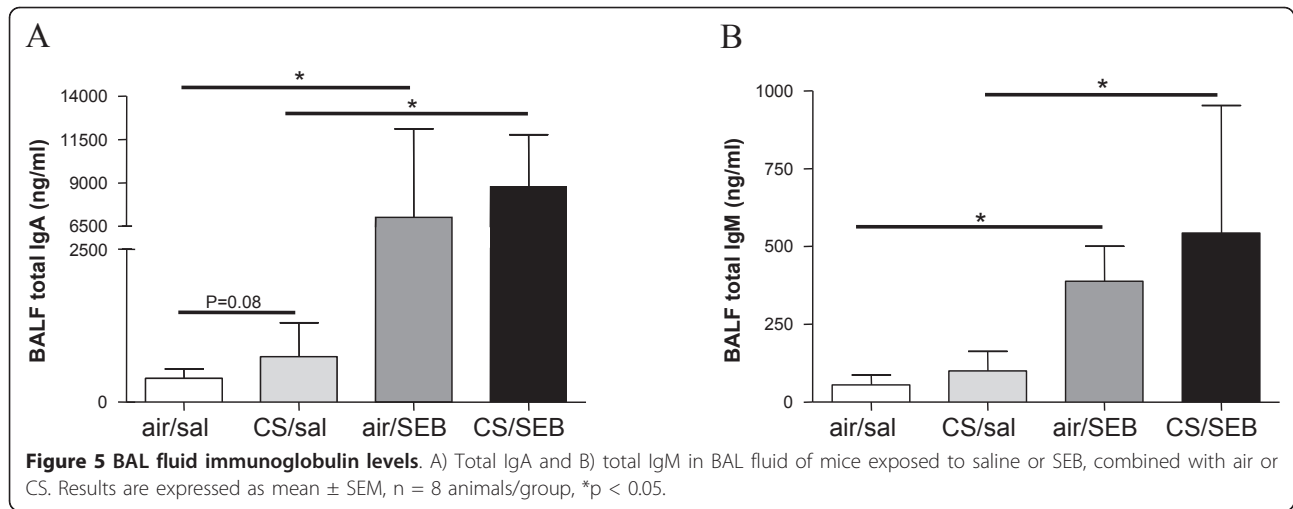 A
*
*
14000
11500
9000
6500
2500
0
BALF total IgA (ng/ml)
P=0.08
air/sal CS/sal air/SEB CS/SEB
B
*
*
1000
750
500
250
0
BALF total IgM (ng/ml)
air/sal CS/sal air/SEB CS/SEB
Figure 5 BAL fluid immunoglobulin levels. A) Total IgA and B) total IgM in BAL fluid of mice exposed to saline or SEB, combined with air or
CS. Results are expressed as mean ± SEM, n = 8 animals/group, *p < 0.05.